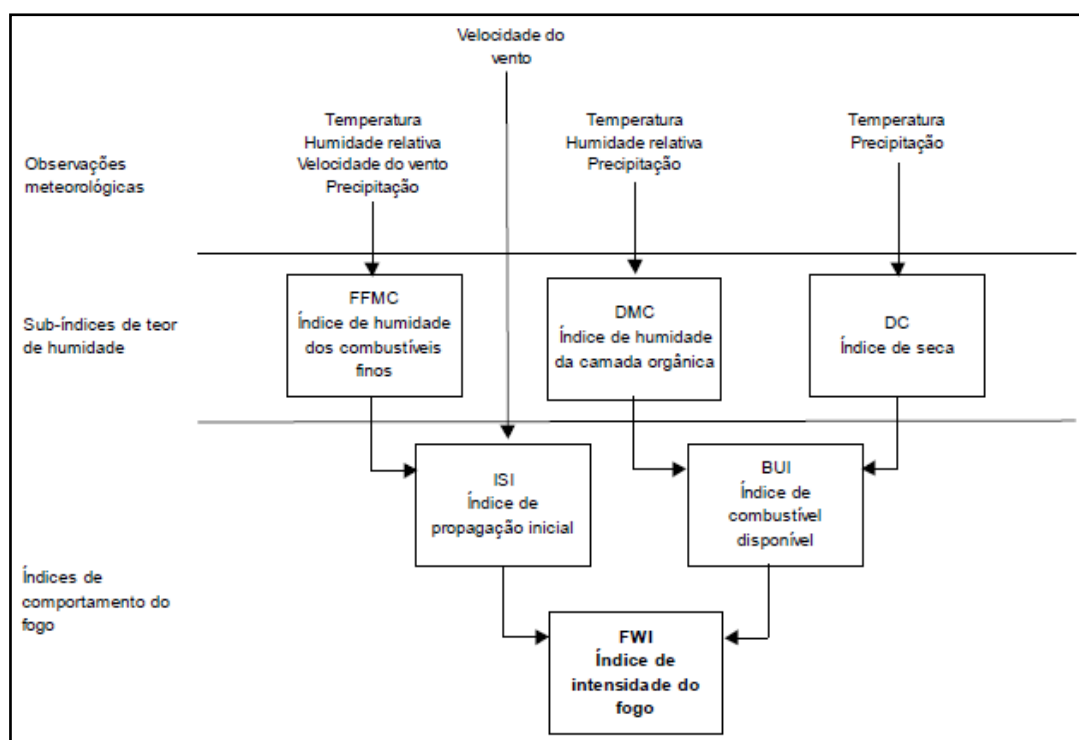 Velocidade do
vento
Observações
meteorológicas
Temperatura
Humidade relativa
Velocidade do vento
Precipitação
Temperatura
Humidade relativa
Precipitação
Temperatura
Precipitação
Sub-índices de teor
de humidade
FFMC
Índice de humidade
dos combustíveis
finos
DMC
Índice de humidade
da camada orgânica
DC
Índice de seca
Índices de
comportamento do
fogo
ISI
Índice de
propagação inicial
BUI
Índice de
combustível
disponível
FWI
Índice de
intensidade do
fogo